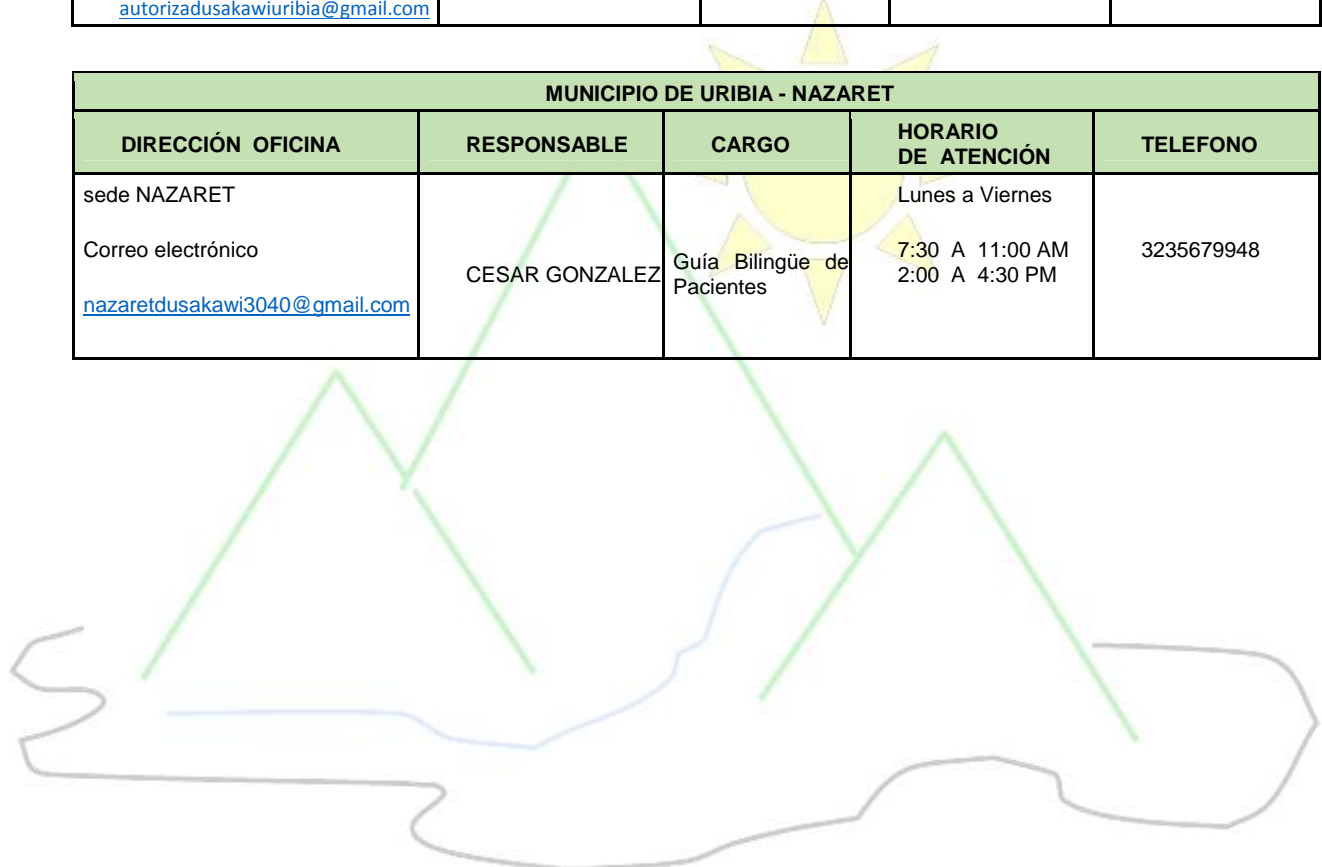 autorizadusakawiuribia@gmail.com
MUNICIPIO DE URIBIA - NAZARET
DIRECCIÓN OFICINA
RESPONSABLE
CARGO
HORARIO
DE ATENCIÓN
TELEFONO
sede NAZARET
Correo electrónico
nazaretdusakawi3040@gmail.com
CESAR GONZALEZ
Guía Bilingüe de
Pacientes
Lunes a Viernes
7:30 A 11:00 AM
2:00 A 4:30 PM
3235679948